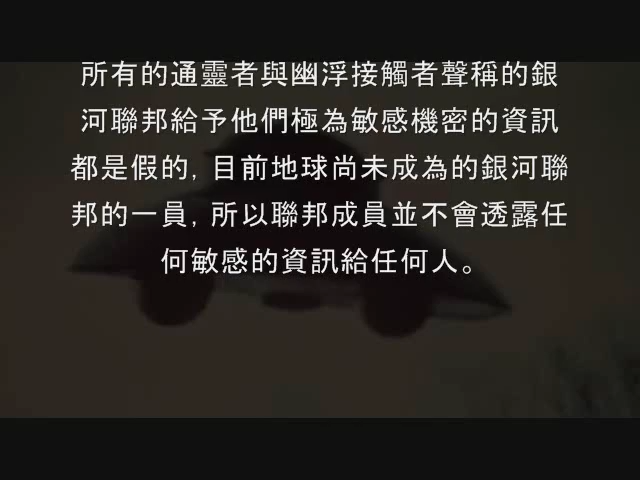 所有的通靈者與幽浮接觸者聲稱的銀
河聯邦給予他們極為敏感機密的資訊
都是假的, 目前地球尚未成為的銀河聯
邦的一員, 所以聯邦成員並不會透露任
何敏感的資訊給任何人。